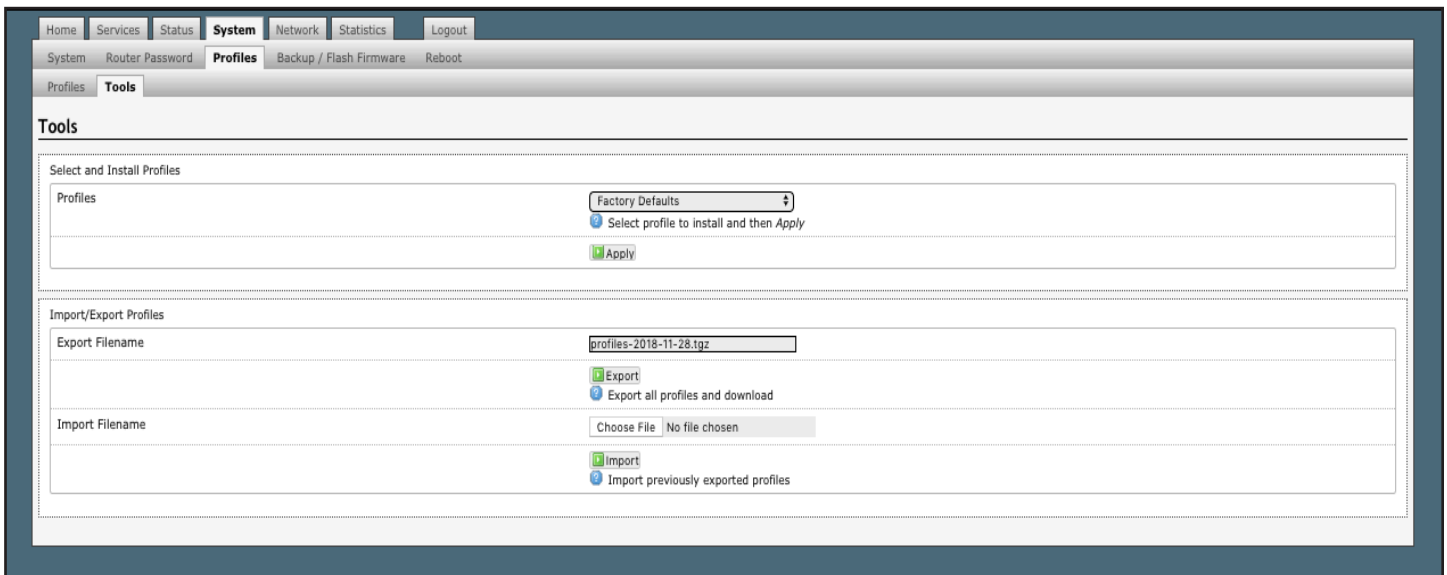 Home Services Status System Network Statistics Logout
System Router Password Profiles Backup / Flash Firmware Reboot
Profiles Tools
Tools
Select and Install Profiles
Profiles Factory Defaults
Select profile to install and then Apply
Apply
Import/Export Profiles
Export Filename profiles-2018-11-28.tgz
Export
Export all profiles and download
Import Filename Choose File No file chosen
Import
Import previously exported profiles